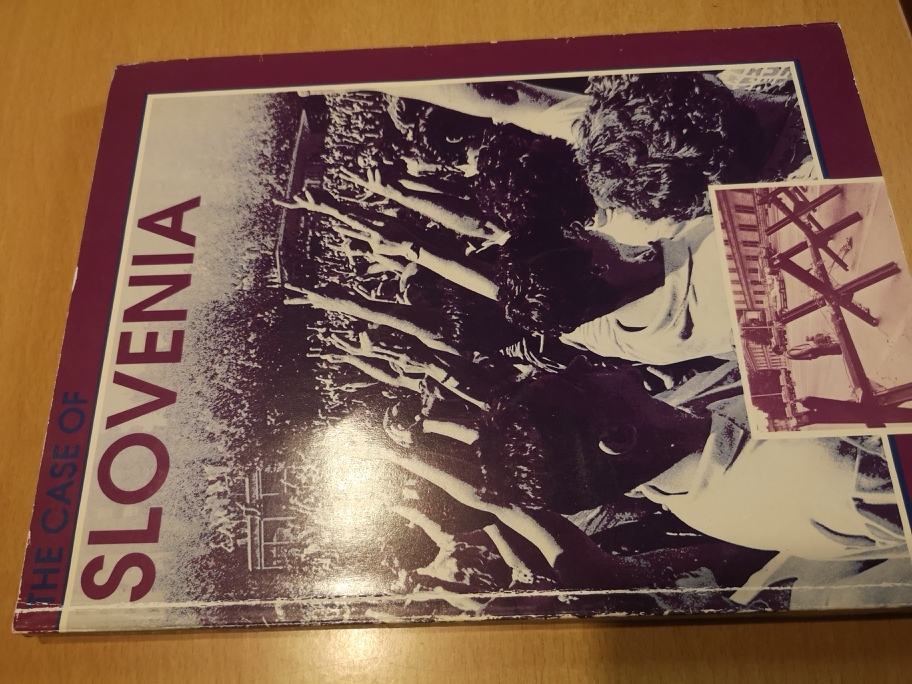 THE CASE OF
SLOVENIA